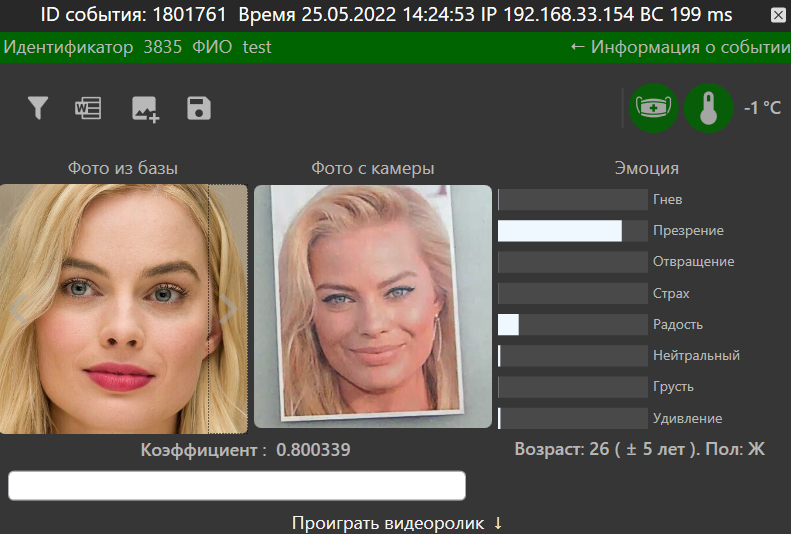 ID события: 1801761 Время 25.05.2022 14:24:53 IP 192.168.33.154 ВС 199 ms
Идентификатор 3835 ФИО test
← Информация о событии
-1 °C
Фото из базы
Фото с камеры
Эмоция
Гнев
Презрение
Отвращение
Страх
Радость
Нейтральный
Грусть
Удивление
Коэффициент : 0.800339
Возраст: 26 ( ± 5 лет ). Пол: Ж
Проиграть видеоролик ↓